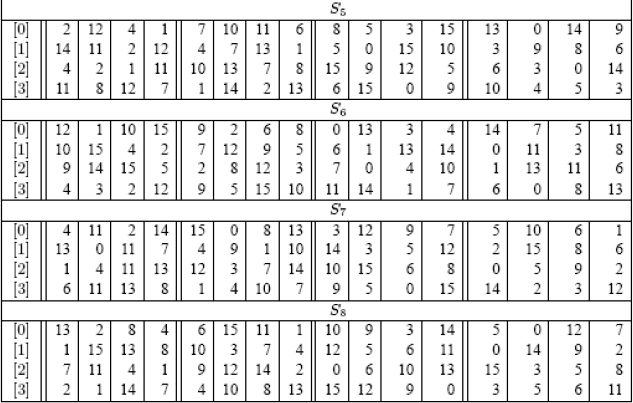 S5
[0] 2 12 4 1 7 10 11 6 8 5 3 15 13 0 14 9
[1] 14 11 2 12 4 7 13 1 5 0 15 10 3 9 8 6
[2] 4 2 1 11 10 13 7 8 15 9 12 5 6 3 0 14
[3] 11 8 12 7 1 14 2 13 6 15 0 9 10 4 5 3
S6
[0] 12 1 10 15 9 2 6 8 0 13 3 4 14 7 5 11
[1] 10 15 4 2 7 12 9 5 6 1 13 14 0 11 3 8
[2] 9 14 15 5 2 8 12 3 7 0 4 10 1 13 11 6
[3] 4 3 2 12 9 5 15 10 11 14 1 7 6 0 8 13
S7
[0] 4 11 2 14 15 0 8 13 3 12 9 7 5 10 6 1
[1] 13 0 11 7 4 9 1 10 14 3 5 12 2 15 8 6
[2] 1 4 11 13 12 3 7 14 10 15 6 8 0 5 9 2
[3] 6 11 13 8 1 4 10 7 9 5 0 15 14 2 3 12
S8
[0] 13 2 8 4 6 15 11 1 10 9 3 14 5 0 12 7
[1] 1 15 13 8 10 3 7 4 12 5 6 11 0 14 9 2
[2] 7 11 4 1 9 12 14 2 0 6 10 13 15 3 5 8
[3] 2 1 14 7 4 10 8 13 15 12 9 0 3 5 6 11